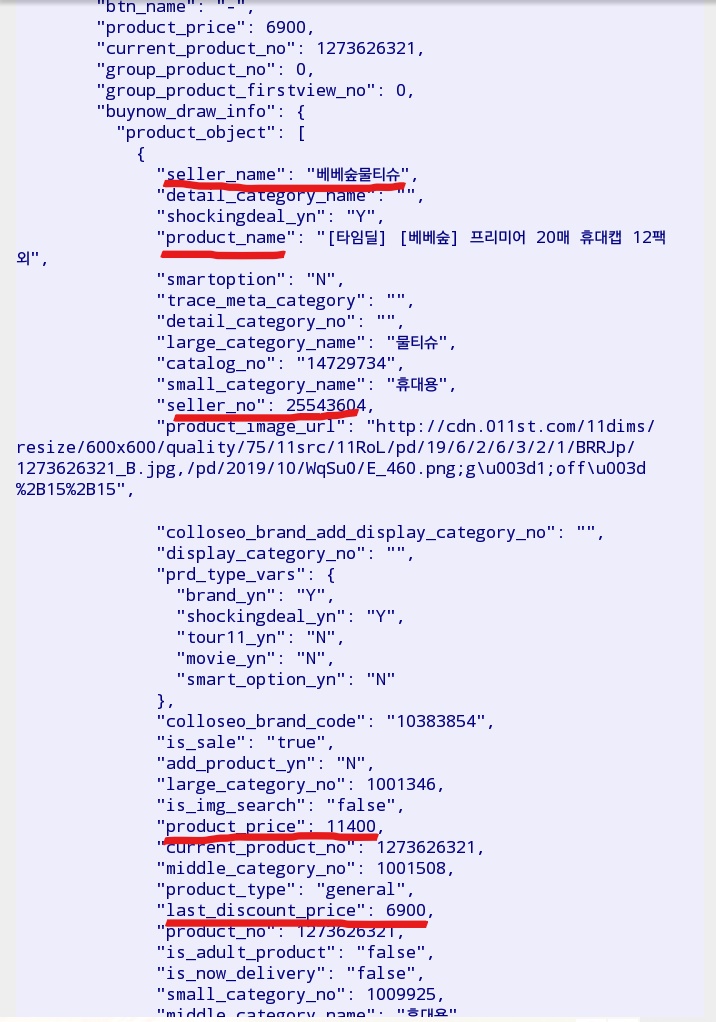 "btn_name": "-",
"product_price": 6900,
"current_product_no": 1273626321,
"group_product_no": 0,
"group_product_firstview_no": 0,
"buynow_draw_info": {
"product_object": [
{
"seller_name": "베베숲물티슈",
"detail_category_name": "",
"shockingdeal_yn": "Y",
"product_name": "[타임딜] [베베숲] 프리미어 20매 휴대캡 12팩
외",
"smartoption": "N",
"trace_meta_category": "",
"detail_category_no": "",
"large_category_name": "물티슈",
"catalog_no": "14729734",
"small_category_name": "휴대용",
"seller_no": 25543604,
"product_image_url": "http://cdn.011st.com/11dims/
resize/600x600/quality/75/11src/11RoL/pd/19/6/2/6/3/2/1/BRRJp/
1273626321_B.jpg,/pd/2019/10/WqSu0/E_460.png;g\u003d1;off\u003d
%2B15%2B15",
"colloseo_brand_add_display_category_no": "",
"display_category_no": "",
"prd_type_vars": {
"brand_yn": "Y",
"shockingdeal_yn": "Y",
"tour11_yn": "N",
"movie_yn": "N",
"smart_option_yn": "N"
},
"colloseo_brand_code": "10383854",
"is_sale": "true",
"add_product_yn": "N",
"large_category_no": 1001346,
"is_img_search": "false",
"product_price": 11400,
"current_product_no": 1273626321,
"middle_category_no": 1001508,
"product_type": "general",
"last_discount_price": 6900,
"product_no": 1273626321,
"is_adult_product": "false",
"is_now_delivery": "false",
"small_category_no": 1009925,
"middle_category_name": "휴대용"